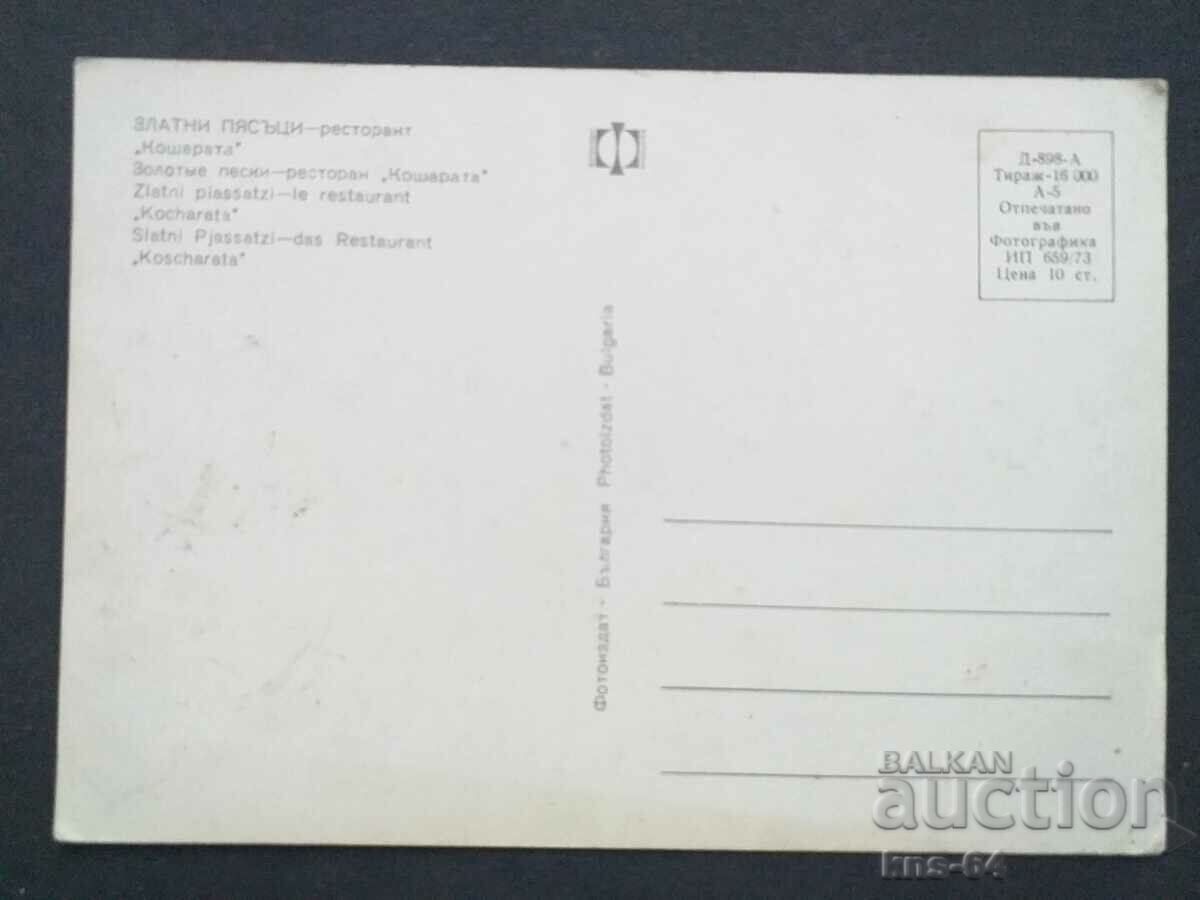 ЗЛАТНИ ПЯСЪЦИ—ресторант
„Кошарата"
Золотые пески—ресторан „Кошарата"
Zlatni piassatzi—le restaurant
„Kocharata"
Slatni Pjassatzi—das Restaurant
„Koscharata"
Д-898-А
Тираж-16 000
А-5
Отпечатано
във
Фотографика
ИП 659/73
Цена 10 ст.
Фотоиздат - България Photoizdat - Bulgaria
BALKAN
auction
kns-64